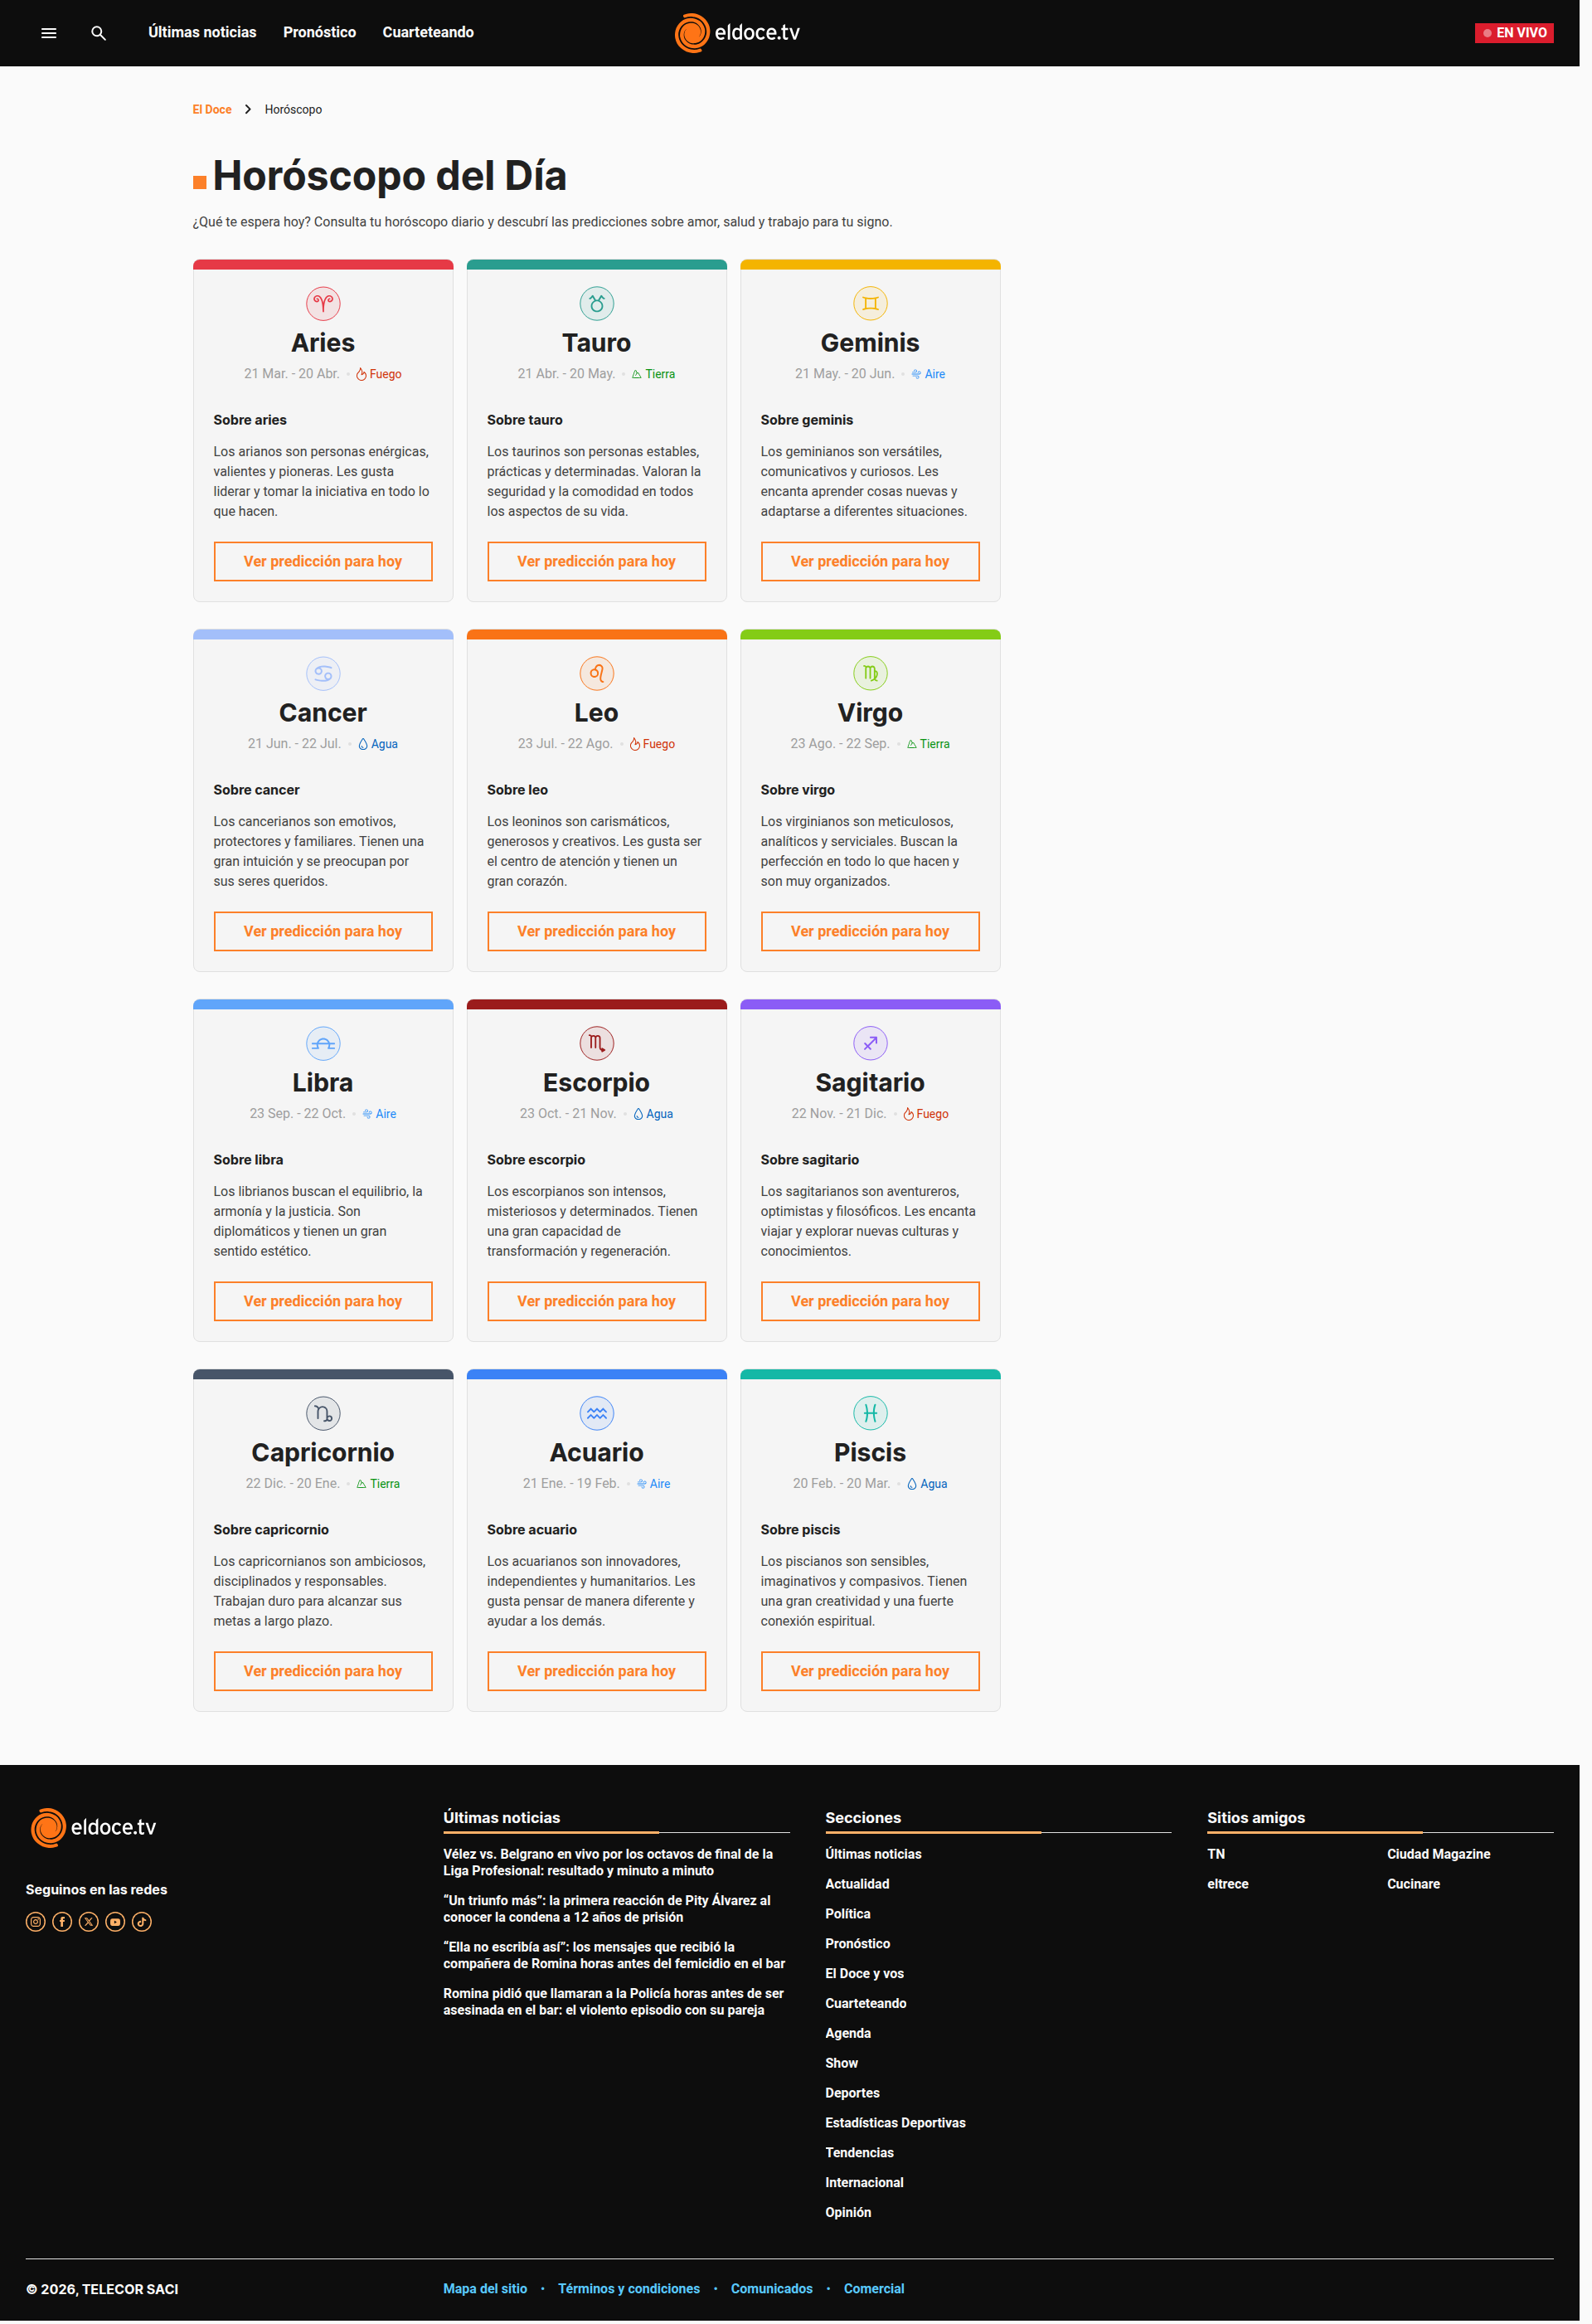 Últimas noticias
Pronóstico
Cuarteteando
eldoce.tv
EN VIVO
El Doce
Horóscopo
Horóscopo del Día
¿Qué te espera hoy? Consulta tu horóscopo diario y descubrí las predicciones sobre amor, salud y trabajo para tu signo.
Aries
21 Mar. - 20 Abr. • Fuego
Sobre aries
Los arianos son personas enérgicas,
valientes y pioneras. Les gusta
liderar y tomar la iniciativa en todo lo
que hacen.
Ver predicción para hoy
Tauro
21 Abr. - 20 May. • Tierra
Sobre tauro
Los taurinos son personas estables,
prácticas y determinadas. Valoran la
seguridad y la comodidad en todos
los aspectos de su vida.
Ver predicción para hoy
Geminis
21 May. - 20 Jun. • Aire
Sobre geminis
Los geminianos son versátiles,
comunicativos y curiosos. Les
encanta aprender cosas nuevas y
adaptarse a diferentes situaciones.
Ver predicción para hoy
Cancer
21 Jun. - 22 Jul. • Agua
Sobre cancer
Los cancerianos son emotivos,
protectores y familiares. Tienen una
gran intuición y se preocupan por
sus seres queridos.
Ver predicción para hoy
Leo
23 Jul. - 22 Ago. • Fuego
Sobre leo
Los leoninos son carismáticos,
generosos y creativos. Les gusta ser
el centro de atención y tienen un
gran corazón.
Ver predicción para hoy
Virgo
23 Ago. - 22 Sep. • Tierra
Sobre virgo
Los virginianos son meticulosos,
analíticos y serviciales. Buscan la
perfección en todo lo que hacen y
son muy organizados.
Ver predicción para hoy
Libra
23 Sep. - 22 Oct. • Aire
Sobre libra
Los librianos buscan el equilibrio, la
armonía y la justicia. Son
diplomáticos y tienen un gran
sentido estético.
Ver predicción para hoy
Escorpio
23 Oct. - 21 Nov. • Agua
Sobre escorpio
Los escorpianos son intensos,
misteriosos y determinados. Tienen
una gran capacidad de
transformación y regeneración.
Ver predicción para hoy
Sagitario
22 Nov. - 21 Dic. • Fuego
Sobre sagitario
Los sagitarianos son aventureros,
optimistas y filosóficos. Les encanta
viajar y explorar nuevas culturas y
conocimientos.
Ver predicción para hoy
Capricornio
22 Dic. - 20 Ene. • Tierra
Sobre capricornio
Los capricornianos son ambiciosos,
disciplinados y responsables.
Trabajan duro para alcanzar sus
metas a largo plazo.
Ver predicción para hoy
Acuario
21 Ene. - 19 Feb. • Aire
Sobre acuario
Los acuarianos son innovadores,
independientes y humanitarios. Les
gusta pensar de manera diferente y
ayudar a los demás.
Ver predicción para hoy
Piscis
20 Feb. - 20 Mar. • Agua
Sobre piscis
Los piscianos son sensibles,
imaginativos y compasivos. Tienen
una gran creatividad y una fuerte
conexión espiritual.
Ver predicción para hoy
eldoce.tv
Seguinos en las redes
Últimas noticias
Vélez vs. Belgrano en vivo por los octavos de final de la
Liga Profesional: resultado y minuto a minuto
“Un triunfo más”: la primera reacción de Pity Álvarez al
conocer la condena a 12 años de prisión
“Ella no escribía así”: los mensajes que recibió la
compañera de Romina horas antes del femicidio en el bar
Romina pidió que llamaran a la Policía horas antes de ser
asesinada en el bar: el violento episodio con su pareja
Secciones
Últimas noticias
Actualidad
Política
Pronóstico
El Doce y vos
Cuarteteando
Agenda
Show
Deportes
Estadísticas Deportivas
Tendencias
Internacional
Opinión
Sitios amigos
TN
Ciudad Magazine
eltrece
Cucinare
© 2026, TELECOR SACI
Mapa del sitio • Términos y condiciones • Comunicados • Comercial